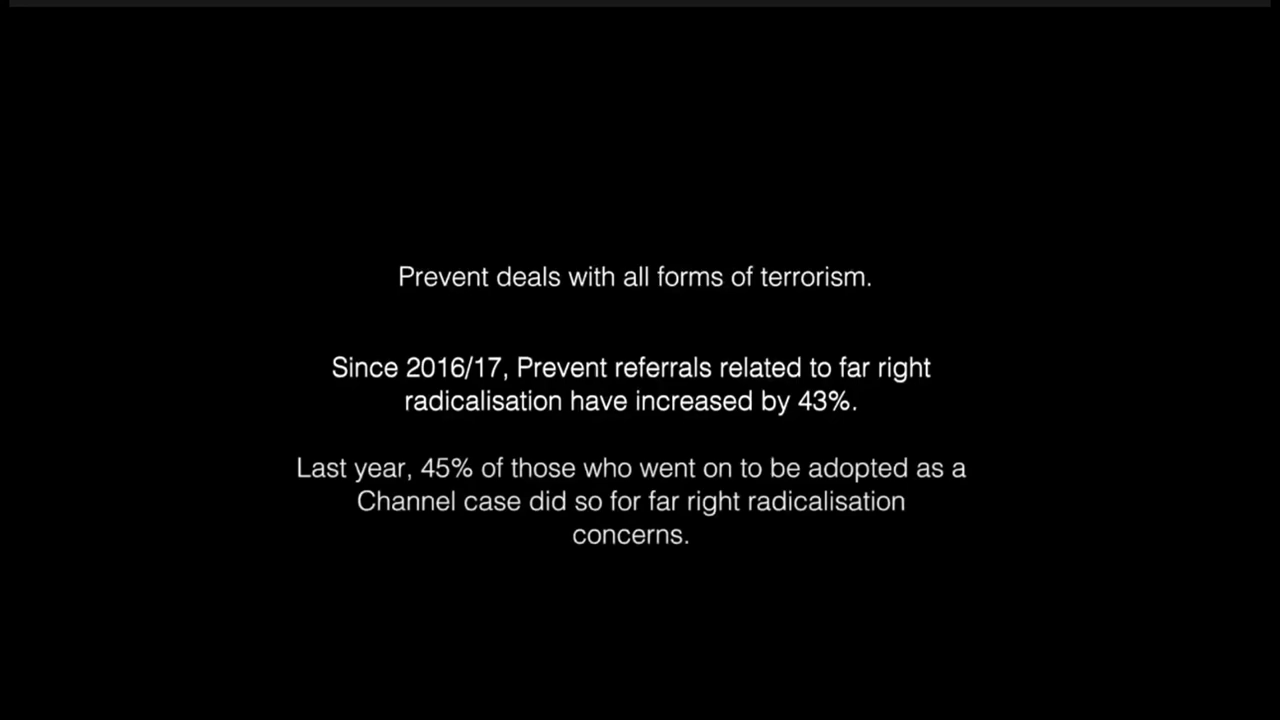 Prevent deals with all forms of terrorism.
Since 2016/17, Prevent referrals related to far right
radicalisation have increased by 43%.
Last year, 45% of those who went on to be adopted as a
Channel case did so for far right radicalisation
concerns.